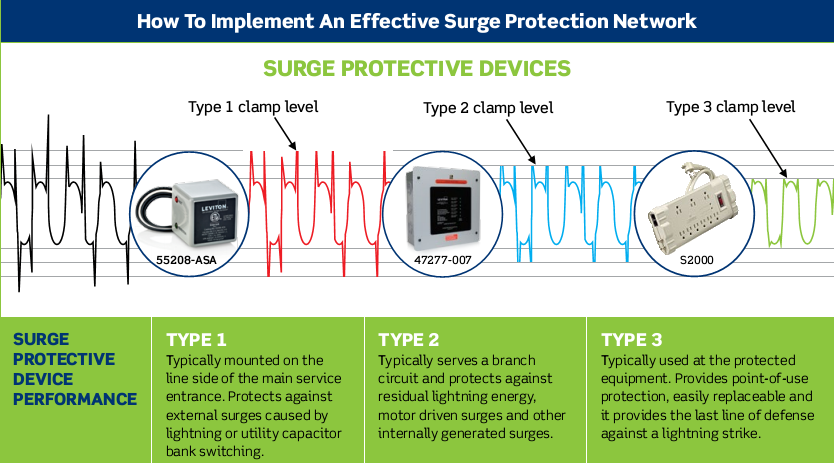 How To Implement An Effective Surge Protection Network
SURGE PROTECTIVE DEVICES
Type 1 clamp level
Type 2 clamp level
Type 3 clamp level
LEVITON
55208-ASA
47277-007
S2000
SURGE
PROTECTIVE
DEVICE
PERFORMANCE
TYPE 1
Typically mounted on the
line side of the main service
entrance. Protects against
external surges caused by
lightning or utility capacitor
bank switching.
TYPE 2
Typically serves a branch
circuit and protects against
residual lightning energy,
motor driven surges and other
internally generated surges.
TYPE 3
Typically used at the protected
equipment. Provides point-of-use
protection, easily replaceable and
it provides the last line of defense
against a lightning strike.